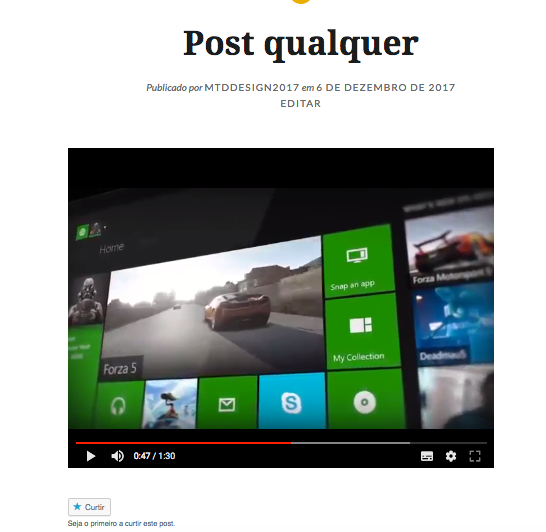 Post qualquer
Publicado por MTDDESIGN2017 em 6 DE DEZEMBRO DE 2017
EDITAR
Home
Snap an app
Forza Motorsport 5
My Collection
Deadmau5
Forza 5
0:47 / 1:30
Curtir
Seja o primeiro a curtir este post.